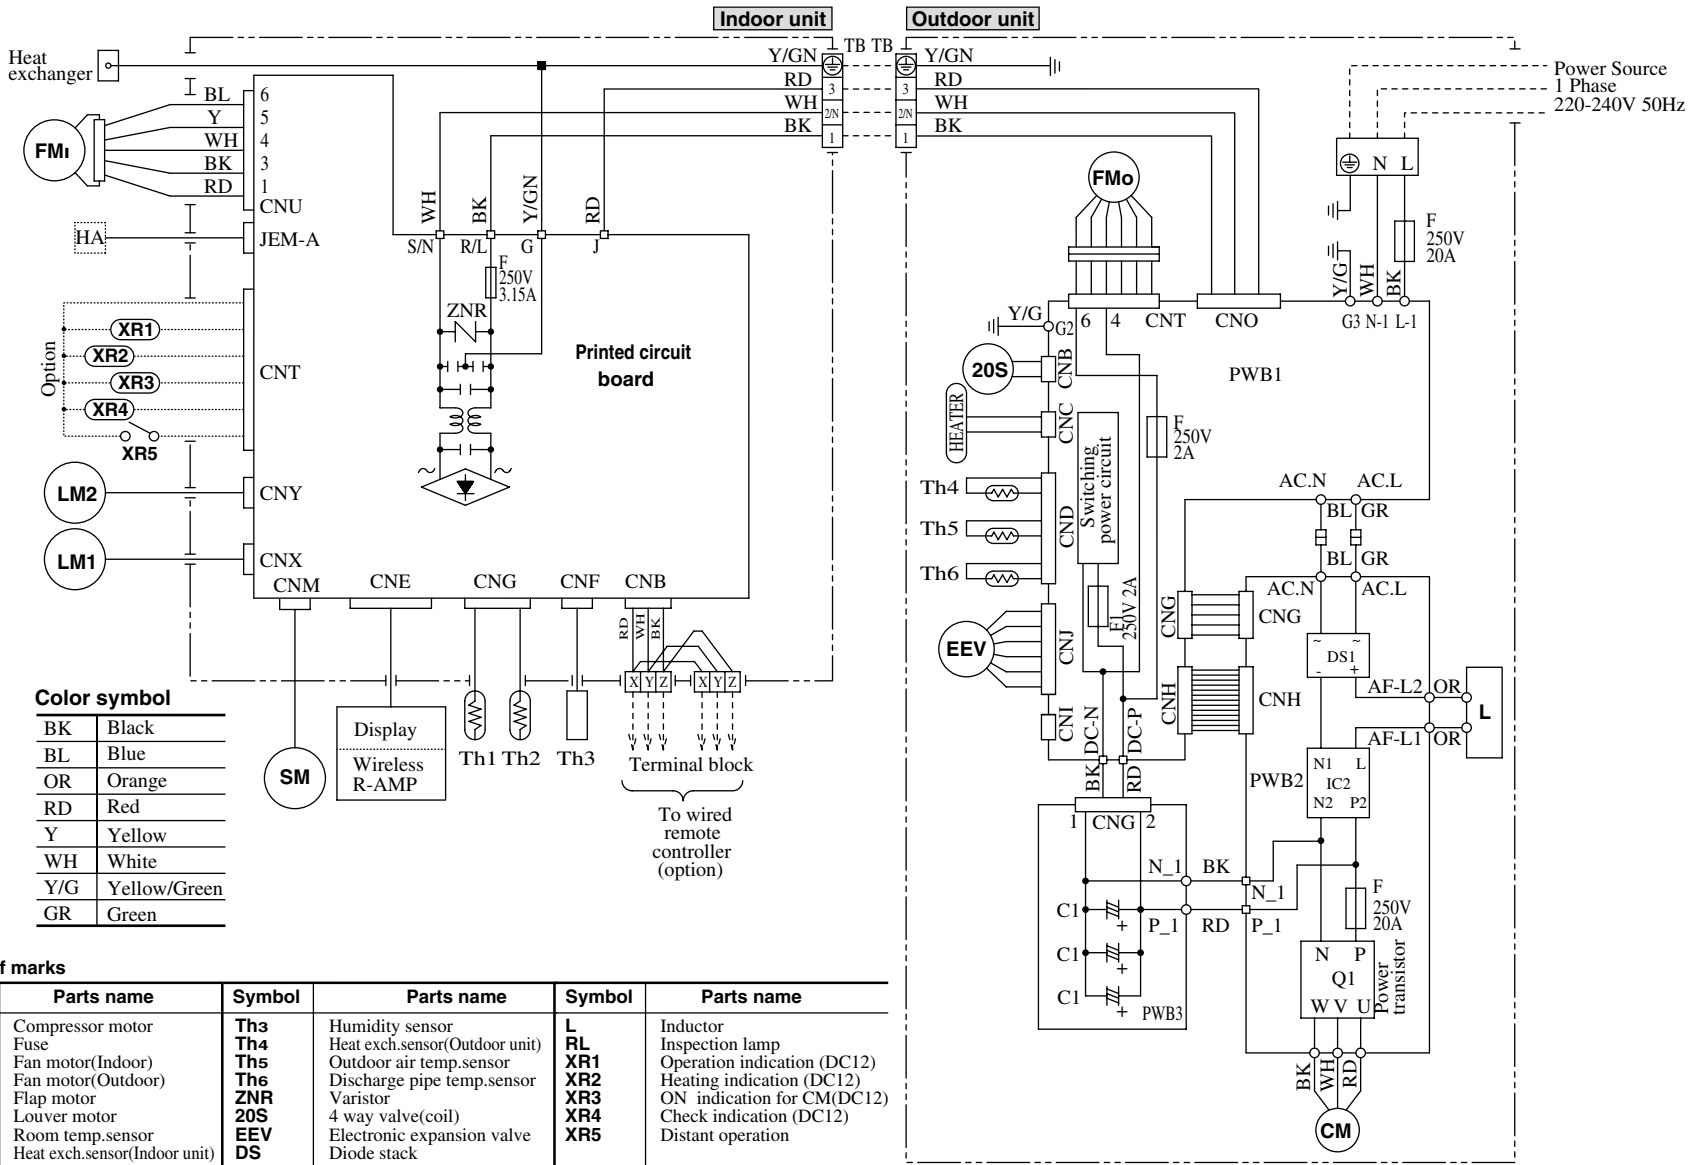 Indoor unit
Outdoor unit
Heat
exchanger
Y/GN
TB TB
Y/GN
RD
3
3
RD
WH
2/N
2/N
WH
BK
1
1
BK
Power Source
1 Phase
220-240V 50Hz
FMI
BL
6
Y
5
WH
4
BK
3
RD
1
CNU
HA
JEM-A
Option
XR1
XR2
XR3
XR4
XR5
CNT
LM2
CNY
LM1
CNX
WH
BK
Y/GN
RD
S/N
R/L
G
J
F
250V
3.15A
ZNR
Printed circuit
board
~
~
CNM
CNE
CNG
CNF
CNB
RD
WH
BK
X Y Z
X Y Z
SM
Display
Wireless
R-AMP
Th1
Th2
Th3
Terminal block
To wired
remote
controller
(option)
FMo
N
L
F
250V
20A
Y/G
WH
BK
G3 N-1 L-1
Y/G
G2
6
4
CNT
CNO
PWB1
20S
CNB
HEATER
CNC
Switching
power circuit
F
250V
2A
Th4
Th5
Th6
CND
F1
250V 2A
EEV
CNJ
CNI
BK
DC-N
RD
DC-P
AC.N
AC.L
BL
GR
BL
GR
AC.N
AC.L
CNG
CNG
CNH
CNH
~
~
DS1
-
+
AF-L2
OR
L
AF-L1
OR
PWB2
N1
L
IC2
N2
P2
1
CNG
2
N_1
BK
N_1
C1
+
P_1
RD
P_1
C1
+
C1
+
PWB3
F
250V
20A
N
P
Q1
W V U
Power
transistor
BK
WH
RD
CM
Color symbol
BK Black
BL Blue
OR Orange
RD Red
Y Yellow
WH White
Y/G Yellow/Green
GR Green
f marks
Parts name Symbol Parts name Symbol Parts name
Compressor motor Th3 Humidity sensor L Inductor
Fuse Th4 Heat exch.sensor(Outdoor unit) RL Inspection lamp
Fan motor(Indoor) Th5 Outdoor air temp.sensor XR1 Operation indication (DC12)
Fan motor(Outdoor) Th6 Discharge pipe temp.sensor XR2 Heating indication (DC12)
Flap motor ZNR Varistor XR3 ON indication for CM(DC12)
Louver motor 20S 4 way valve(coil) XR4 Check indication (DC12)
Room temp.sensor EEV Electronic expansion valve XR5 Distant operation
Heat exch.sensor(Indoor unit) DS Diode stack